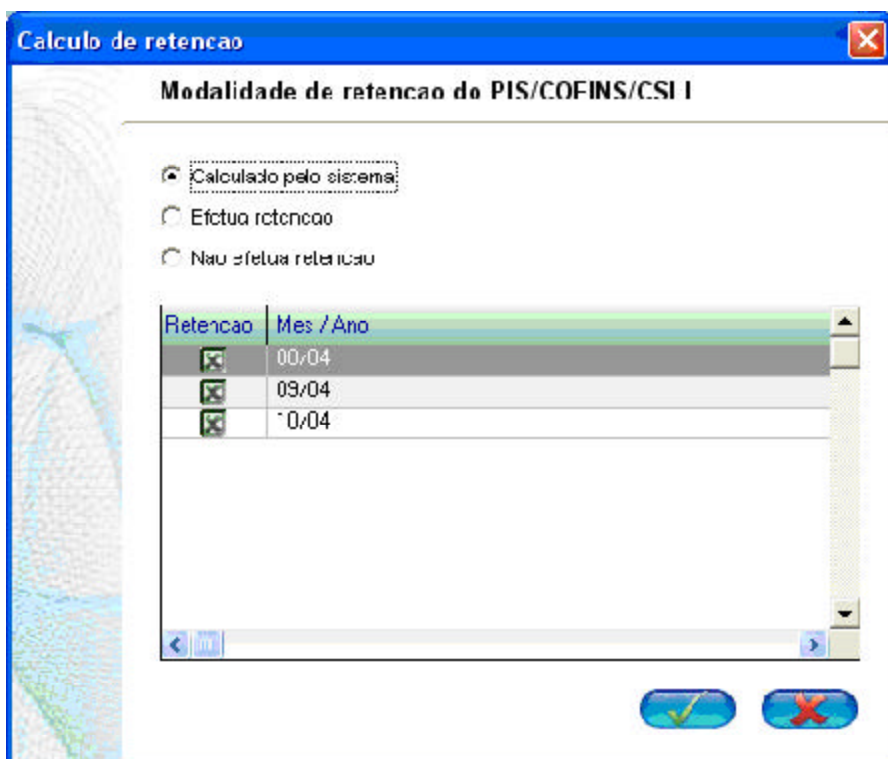 Calculo de retencao
Modalidade de retencao do PIS/COFINS/CSLL
Calculado pelo sistema
Efetua retencao
Nao efetua retencao
Retencao Mes / Ano
09/04
10/04